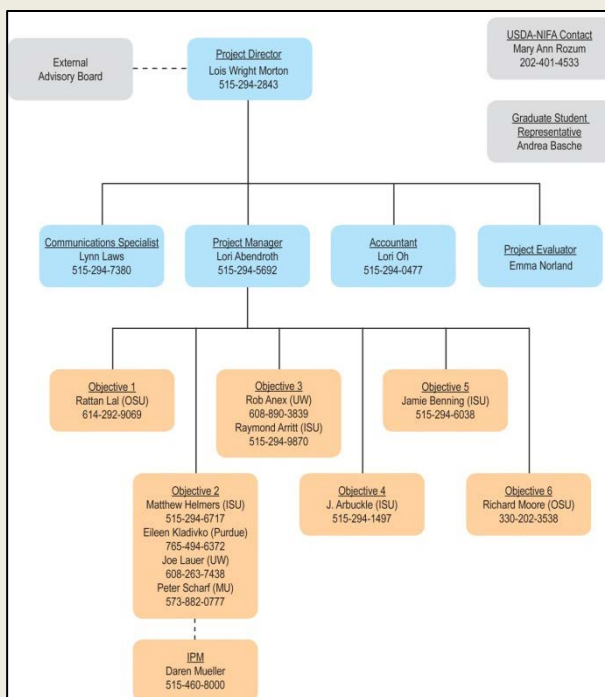 External
Advisory Board
Project Director
Lois Wright Morton
515-294-2843
USDA-NIFA Contact
Mary Ann Rozum
202-401-4533
Graduate Student
Representative
Andrea Basche
Communications Specialist
Lynn Laws
515-294-7380
Project Manager
Lori Abendroth
515-294-5692
Accountant
Lori Oh
515-294-0477
Project Evaluator
Emma Norland
Objective 1
Rattan Lal (OSU)
614-292-9069
Objective 3
Rob Anex (UW)
608-890-3839
Raymond Arritt (ISU)
515-294-9870
Objective 5
Jamie Benning (ISU)
515-294-6038
Objective 2
Matthew Helmers (ISU)
515-294-6717
Eileen Kladivko (Purdue)
765-494-6372
Joe Lauer (UW)
608-263-7438
Peter Scharf (MU)
573-882-0777
Objective 4
J. Arbuckle (ISU)
515-294-1497
Objective 6
Richard Moore (OSU)
330-202-3538
IPM
Daren Mueller
515-460-8000